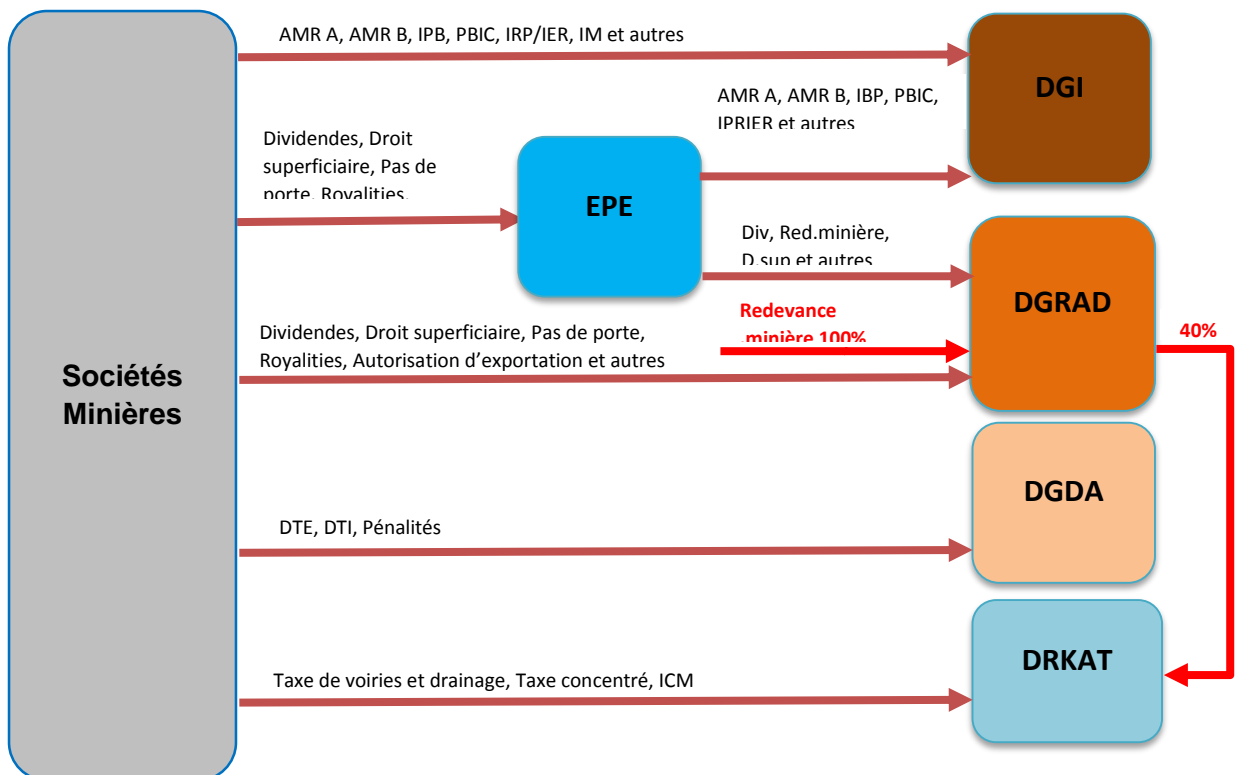 AMR A, AMR B, IPB, PBIC, IRP/IER, IM et autres
DGI
AMR A, AMR B, IBP, PBIC,
IPRIER et autres
Dividendes, Droit
superficiaire, Pas de
porte, Royalities,
EPE
Div, Red.minière,
D.sup et autres
DGRAD
Redevance
minière 100%
40%
Dividendes, Droit superficiaire, Pas de porte,
Royalities, Autorisation d'exportation et autres
Sociétés
Minières
DGDA
DTE, DTI, Pénalités
DRKAT
Taxe de voiries et drainage, Taxe concentré, ICM